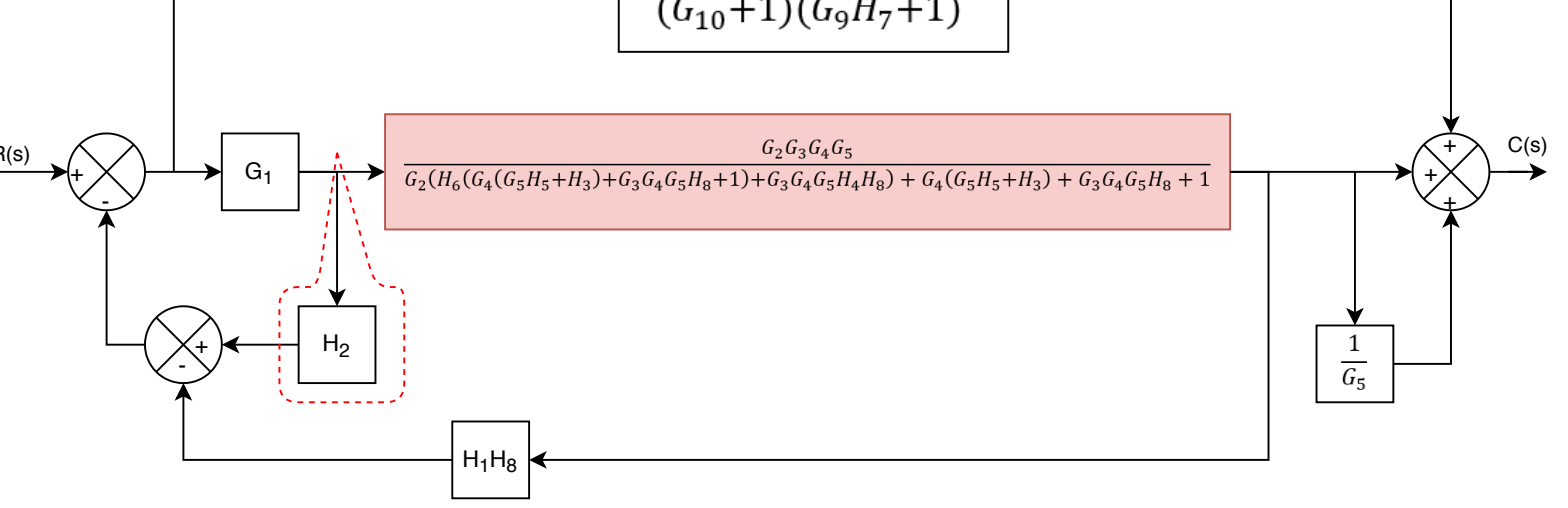 (G₁₀+1)(G₉H₇+1)
R(s)
+
-
G₁
G₂G₃G₄G₅
G₂(H₆(G₄(G₅H₅+H₃)+G₃G₄G₅H₈+1)+G₃G₄G₅H₄H₈) + G₄(G₅H₅+H₃) + G₃G₄G₅H₈ + 1
+
+
+
C(s)
+
-
H₂
1
G₅
H₁H₈